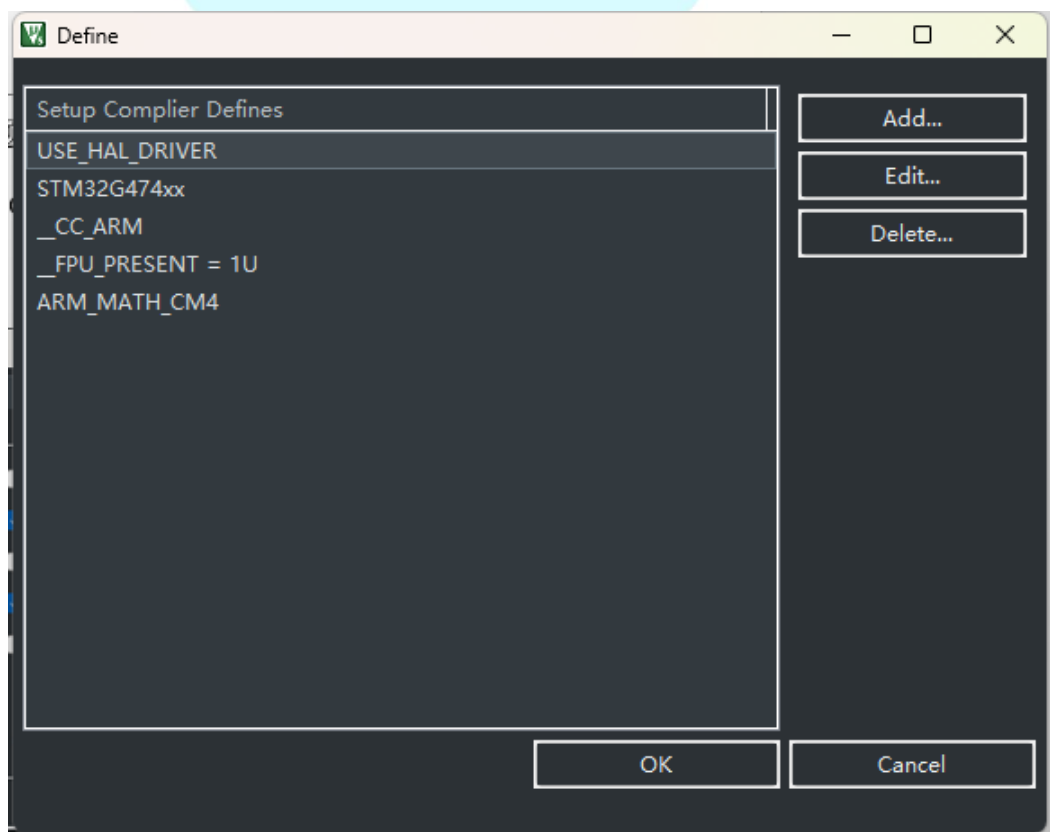 Define
Setup Complier Defines
USE_HAL_DRIVER
STM32G474xx
__CC_ARM
__FPU_PRESENT = 1U
ARM_MATH_CM4
Add...
Edit...
Delete...
OK
Cancel